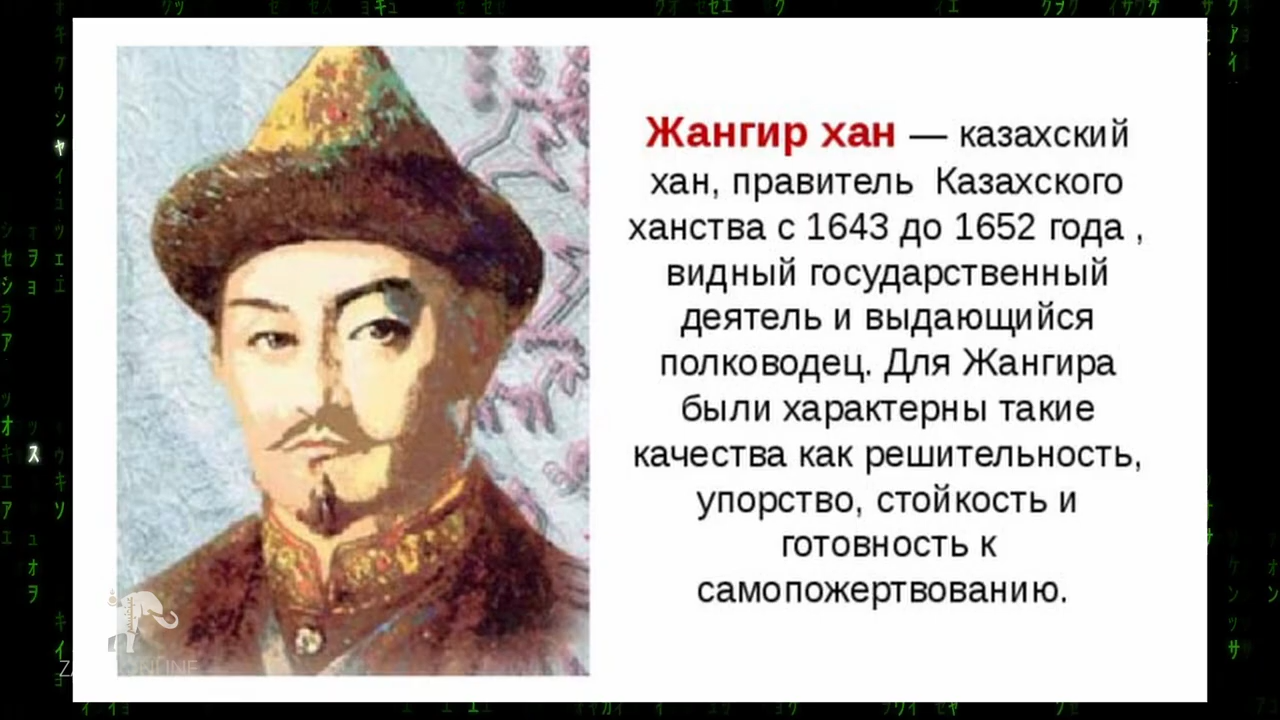 Жангир хан — казахский
хан, правитель Казахского
ханства с 1643 до 1652 года ,
видный государственный
деятель и выдающийся
полководец. Для Жангира
были характерны такие
качества как решительность,
упорство, стойкость и
готовность к
самопожертвованию.